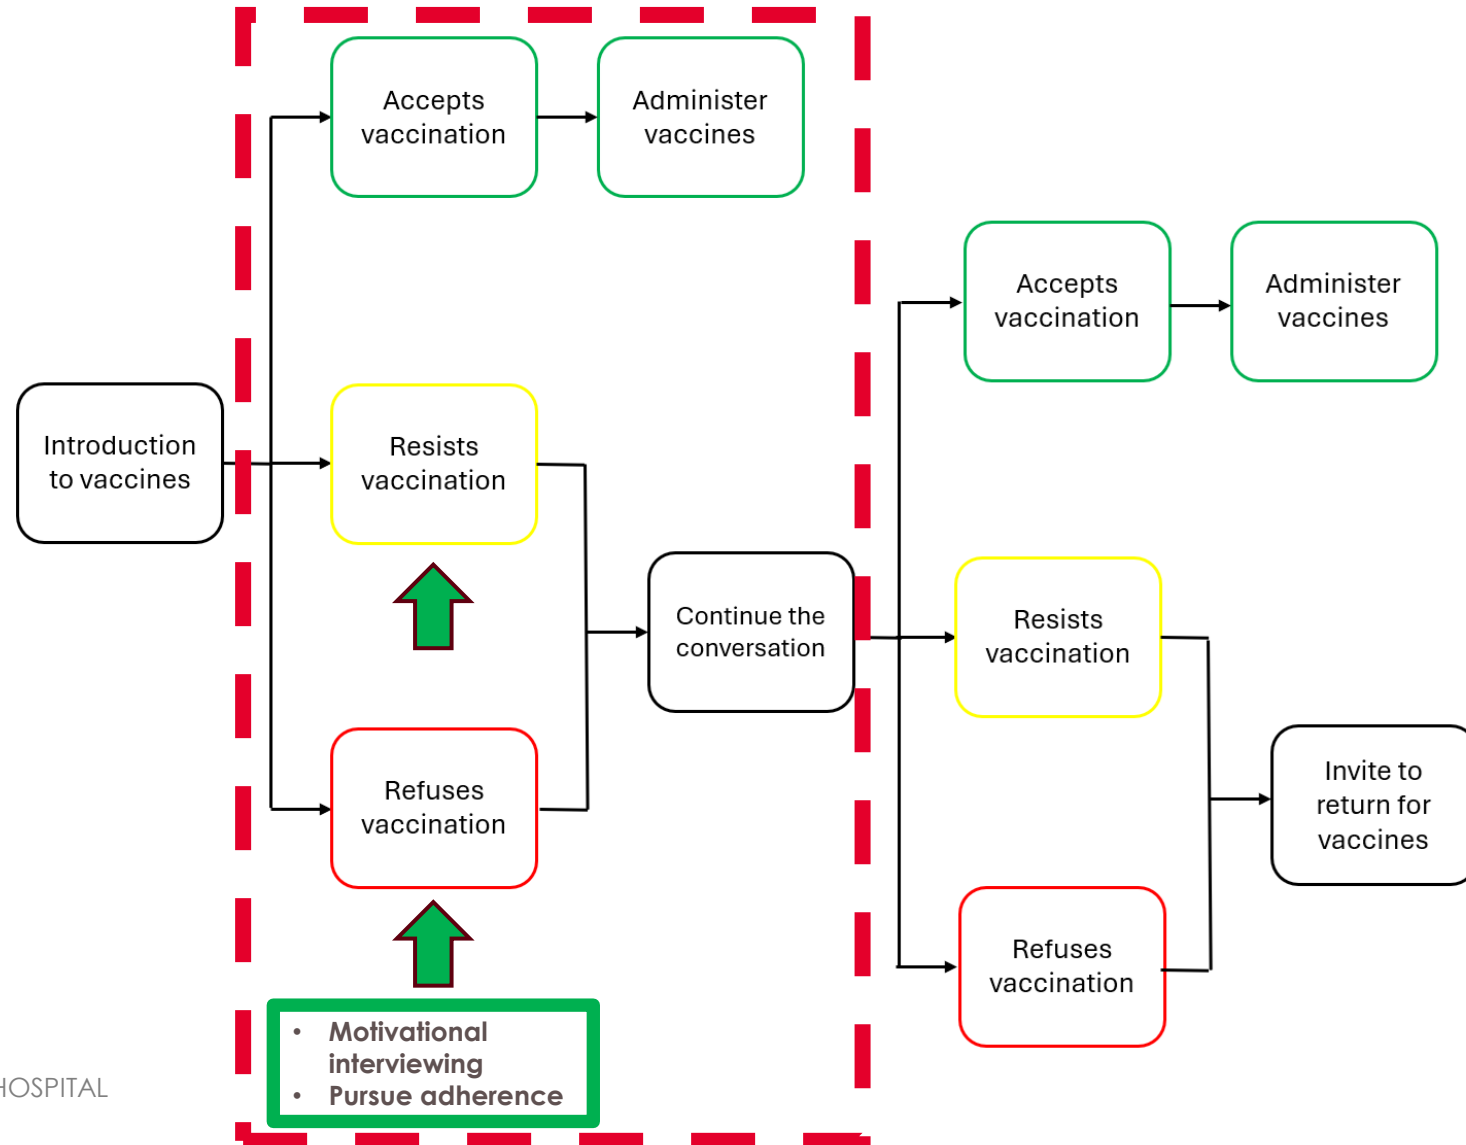 Accepts
vaccination
Administer
vaccines
Accepts
vaccination
Administer
vaccines
Introduction
to vaccines
Resists
vaccination
Continue the
conversation
Resists
vaccination
Refuses
vaccination
Invite to
return for
vaccines
Refuses
vaccination
• Motivational
interviewing
• Pursue adherence
HOSPITAL